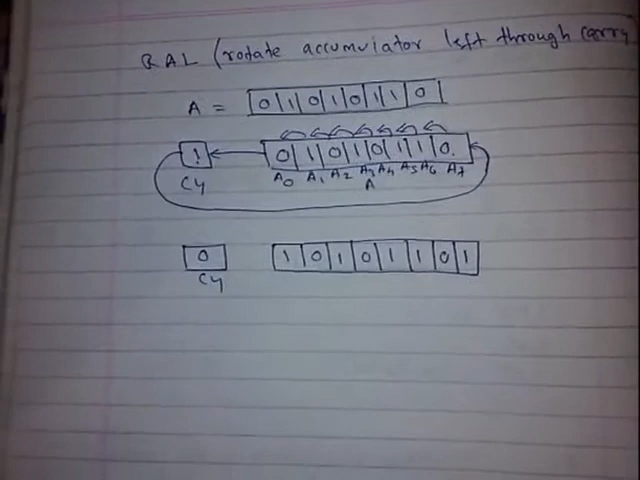 RAL (rotate accumulator left through carry
A = 0 1 0 1 0 1 1 0
1 0 1 0 1 0 1 1 0.
CY A0 A1 A2 A3 A4 A5 A6 A7
A
0 1 0 1 0 1 1 0 1
CY